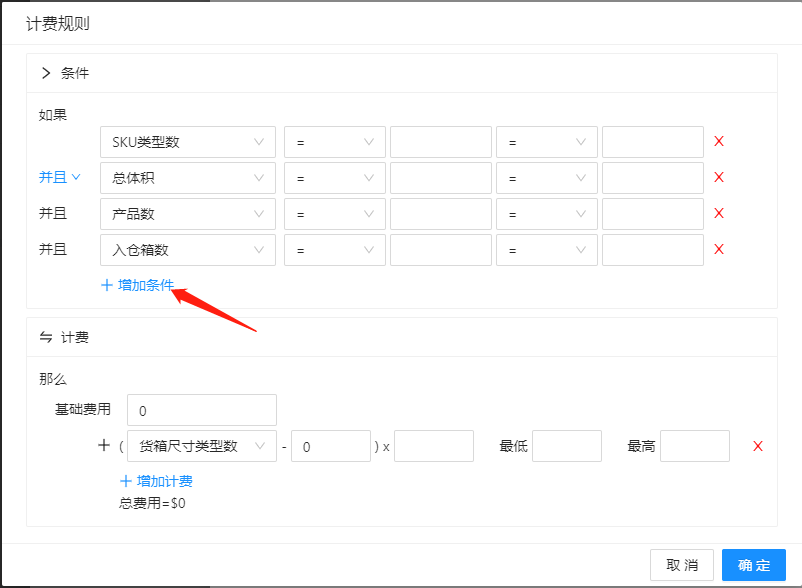 计费规则
条件
如果
SKU类型数 = = X
并且 总体积 = = X
并且 产品数 = = X
并且 入仓箱数 = = X
+ 增加条件
计费
那么
基础费用 0
+ ( 货箱尺寸类型数 - 0 ) x 最低 最高 X
+ 增加计费
总费用=$0
取 消 确 定